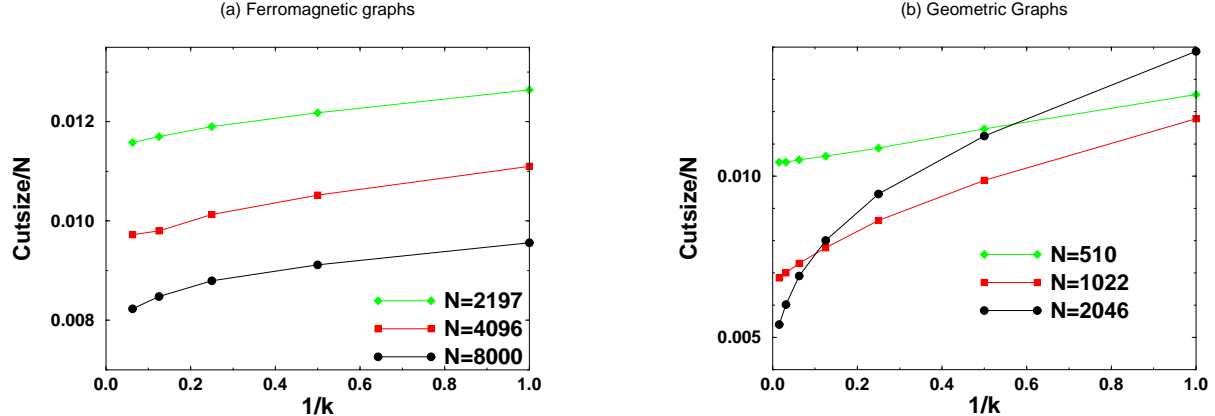 (a) Ferromagnetic graphs
0.012
0.010
0.008
Cutsize/N
N=2197
N=4096
N=8000
0.0 0.2 0.4 0.6 0.8 1.0
1/k
(b) Geometric Graphs
0.010
0.005
Cutsize/N
N=510
N=1022
N=2046
0.0 0.2 0.4 0.6 0.8 1.0
1/k